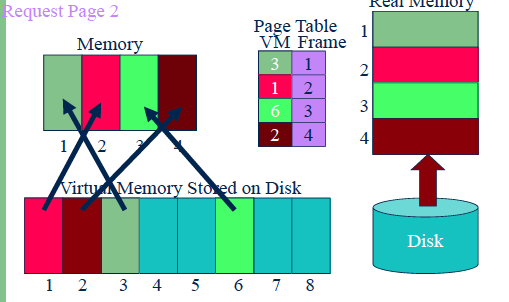 Request Page 2
Memory
1 2 3 4
Page Table
VM Frame
3 1
1 2
6 3
2 4
Real Memory
1
2
3
4
Virtual Memory Stored on Disk
1 2 3 4 5 6 7 8
Disk